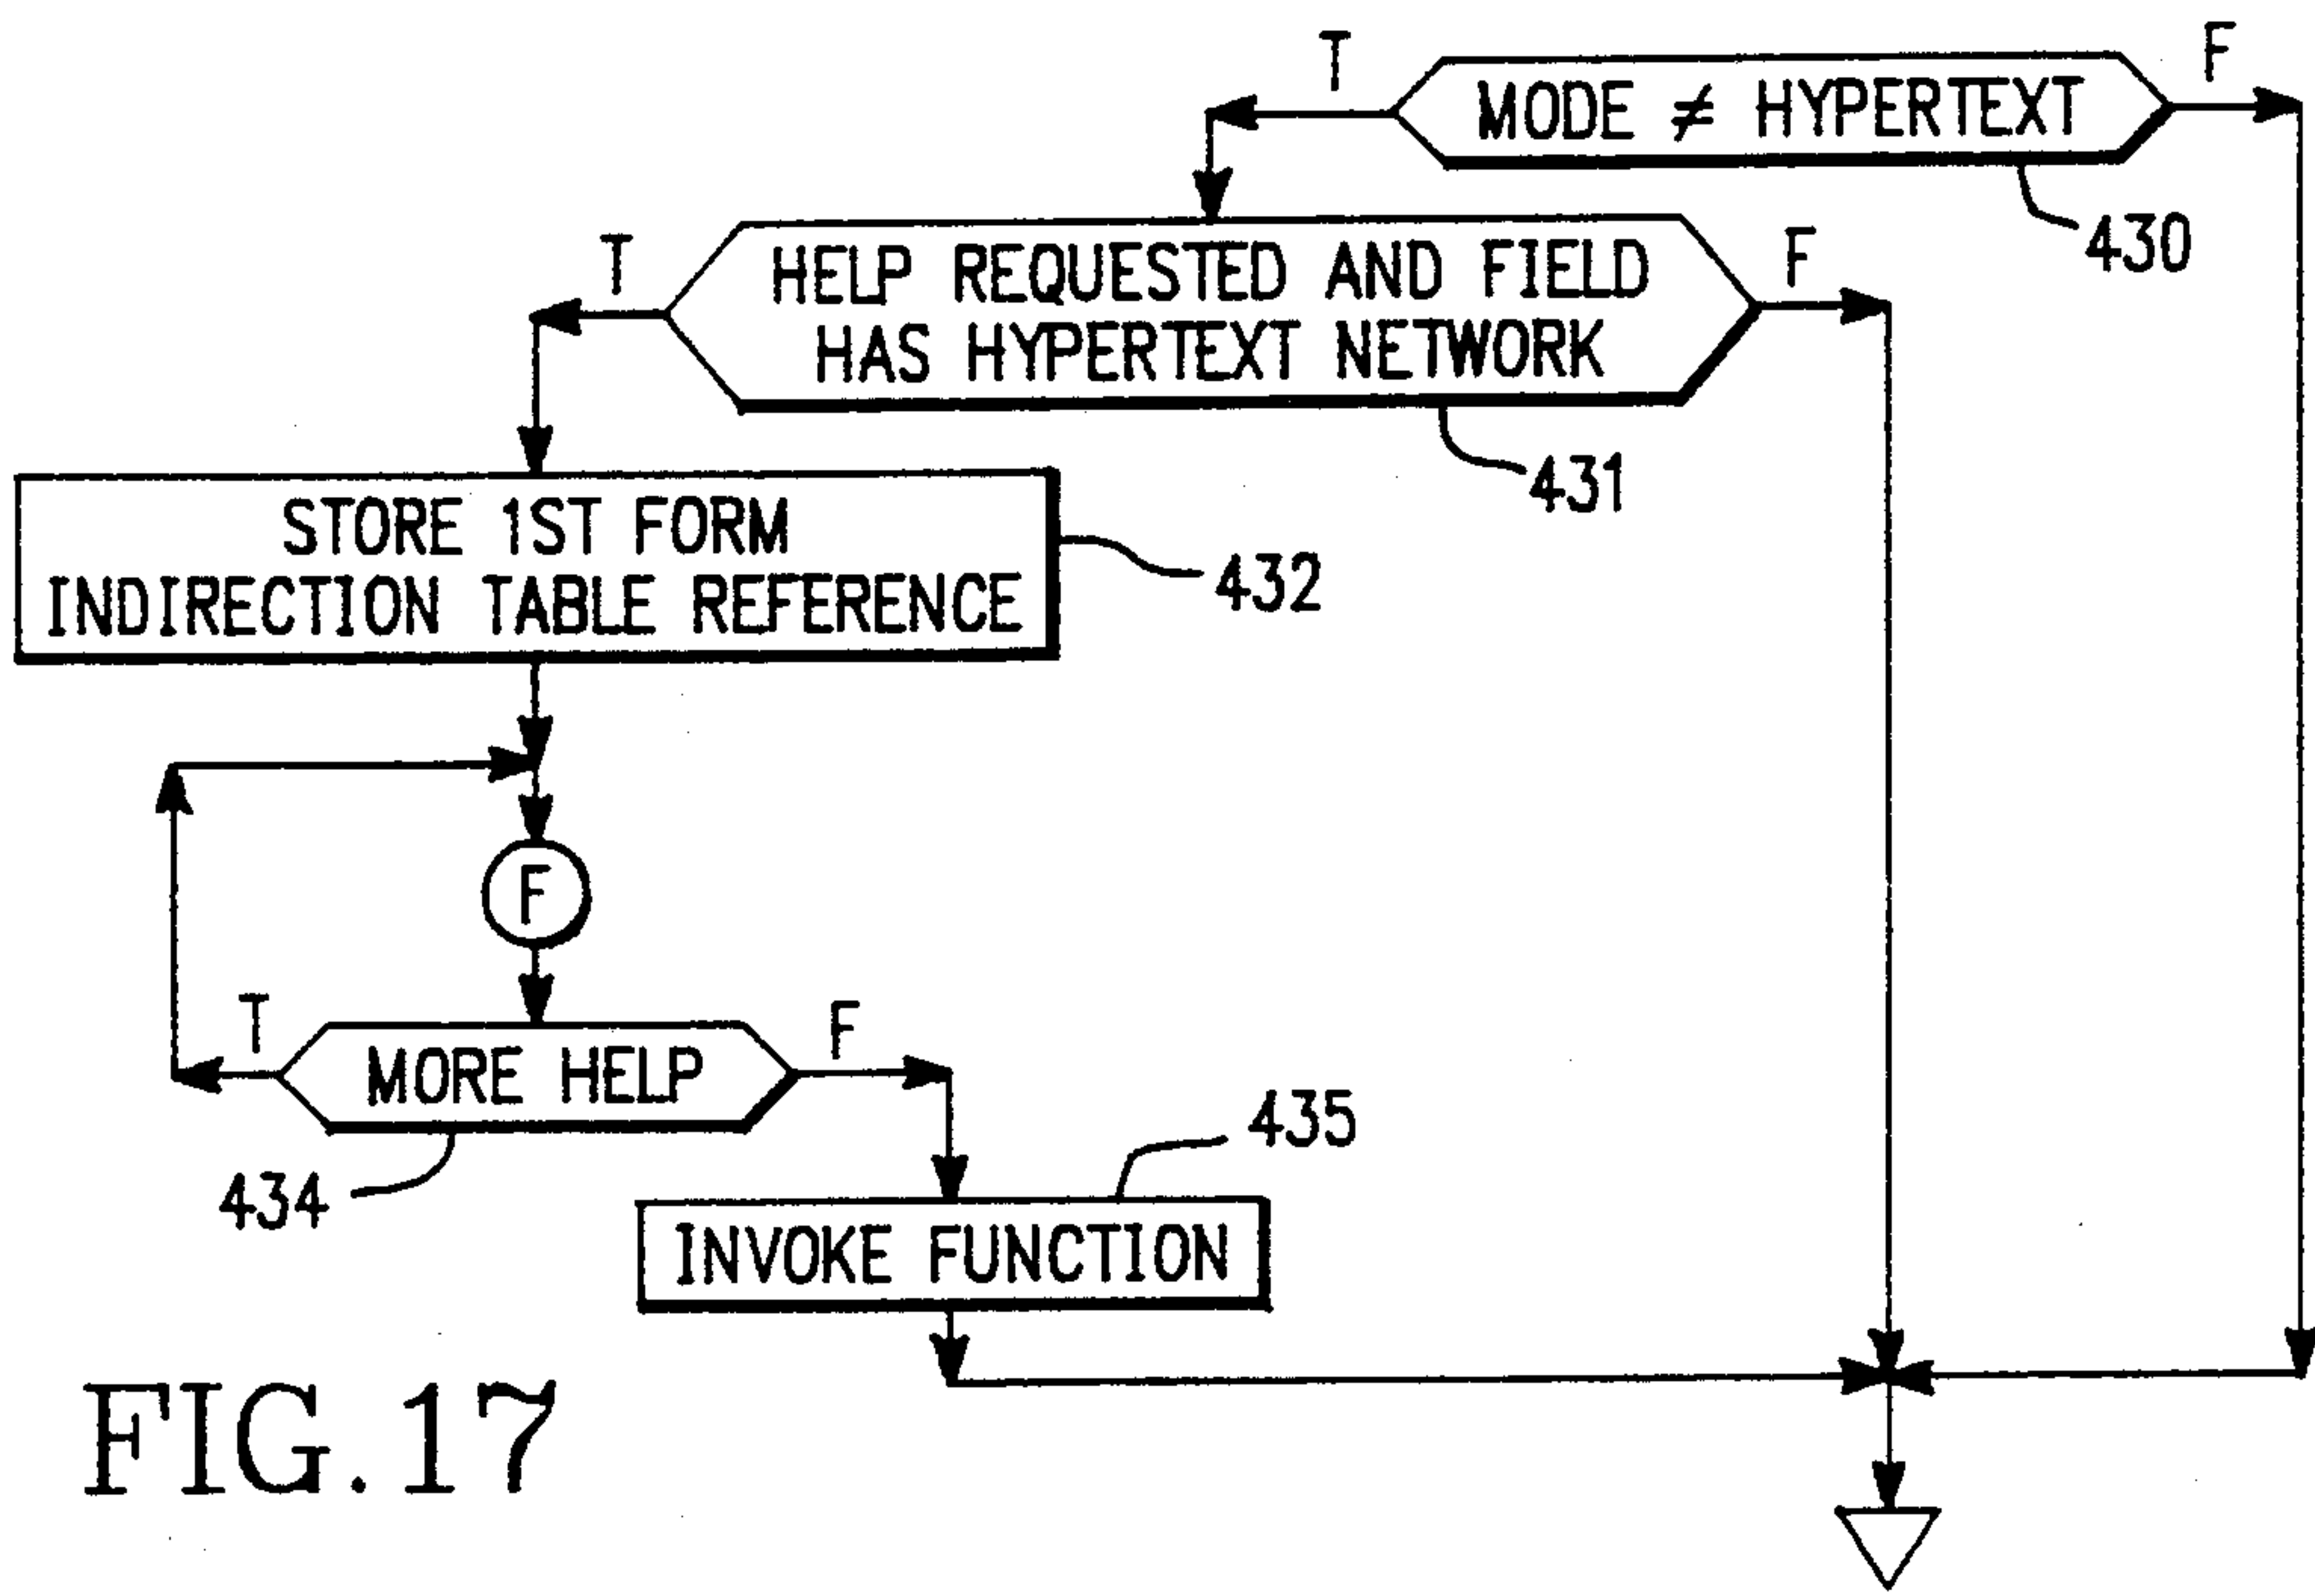 T
MODE ≠ HYPERTEXT
F
430
T
HELP REQUESTED AND FIELD
HAS HYPERTEXT NETWORK
F
431
STORE 1ST FORM
INDIRECTION TABLE REFERENCE
432
F
T
MORE HELP
F
434
435
INVOKE FUNCTION
FIG.17